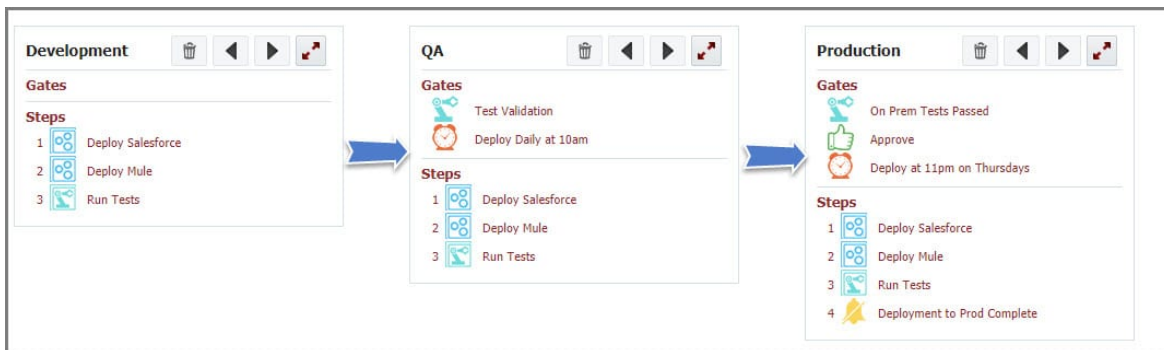 Development
Gates
Steps
1 Deploy Salesforce
2 Deploy Mule
3 Run Tests
QA
Gates
Test Validation
Deploy Daily at 10am
Steps
1 Deploy Salesforce
2 Deploy Mule
3 Run Tests
Production
Gates
On Prem Tests Passed
Approve
Deploy at 11pm on Thursdays
Steps
1 Deploy Salesforce
2 Deploy Mule
3 Run Tests
4 Deployment to Prod Complete